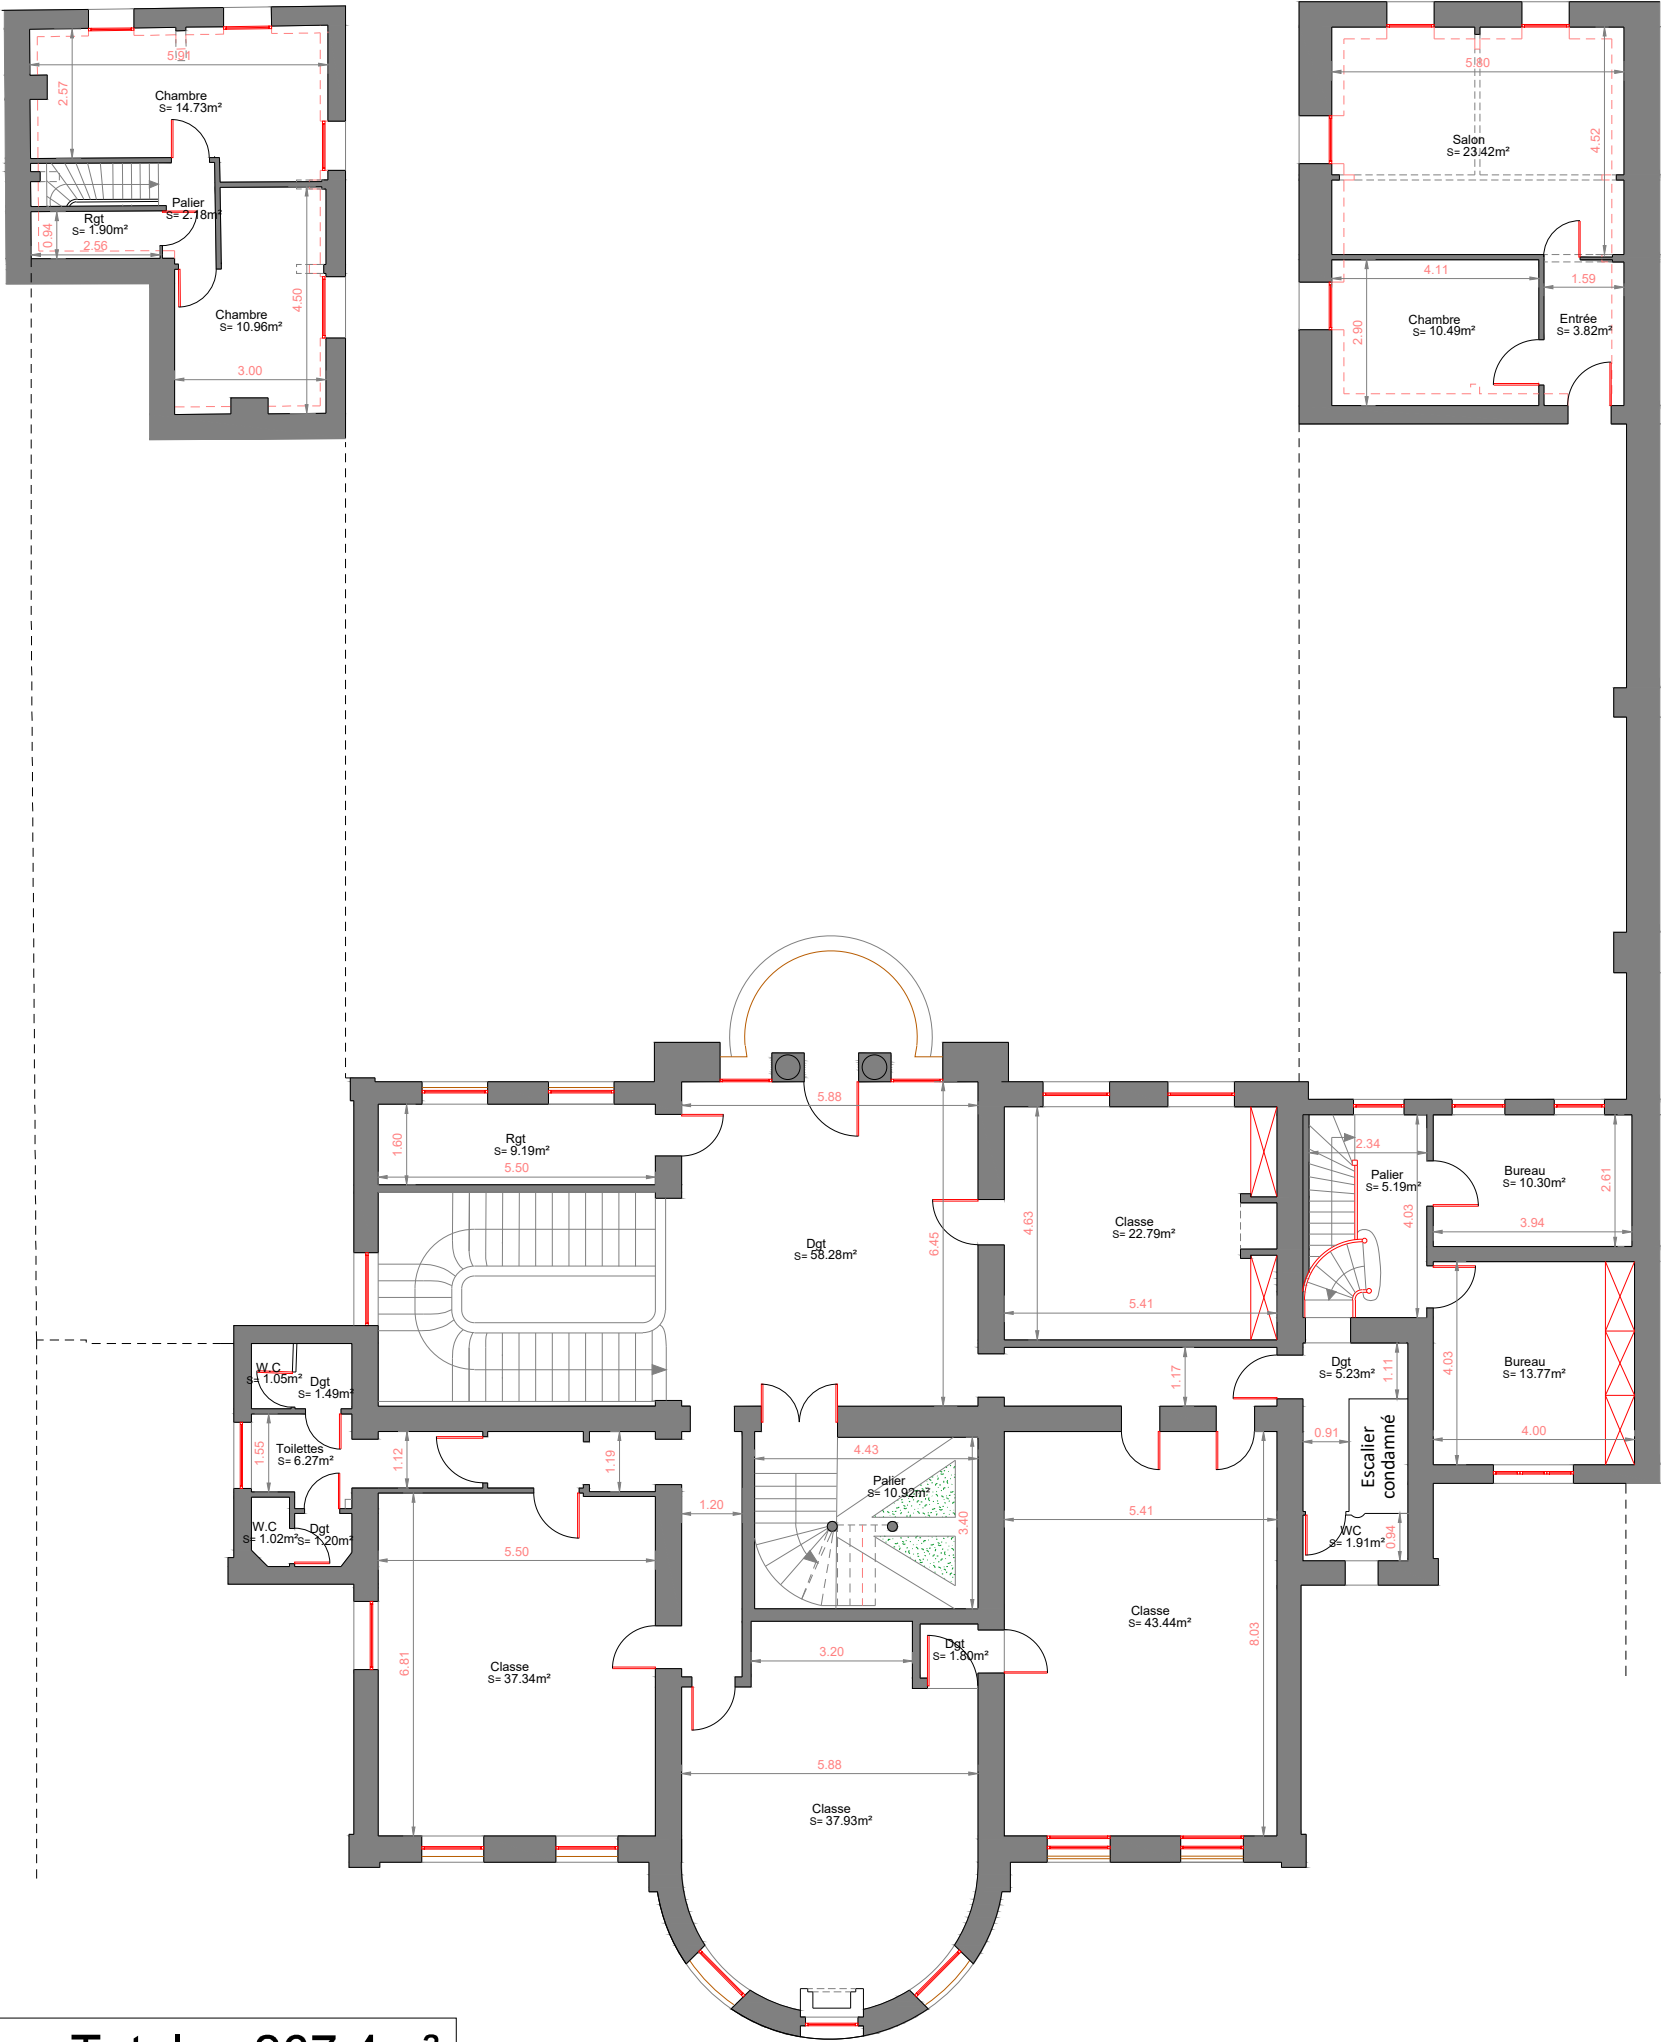 5.91
2.57
Chambre
S= 14.73m²
Palier
S= 2.18m²
Rgt
S= 1.90m²
0.94
2.56
Chambre
S= 10.96m²
4.50
3.00
5.80
Salon
S= 23.42m²
4.52
4.11
1.59
Chambre
S= 10.49m²
Entrée
S= 3.82m²
2.90
5.88
Rgt
S= 9.19m²
1.60
5.50
Dgt
S= 58.28m²
6.45
4.63
Classe
S= 22.79m²
5.41
2.34
Palier
S= 5.19m²
4.03
Bureau
S= 10.30m²
2.61
3.94
W.C
S= 1.05m²
Dgt
S= 1.49m²
1.17
Dgt
S= 5.23m²
1.11
4.03
Bureau
S= 13.77m²
4.00
1.55
Toilettes
S= 6.27m²
1.12
1.19
4.43
Palier
S= 10.92m²
3.40
0.91
Escalier
condamné
W.C
S= 1.02m²
Dgt
S= 1.20m²
1.20
5.41
WC
S= 1.91m²
0.94
5.50
6.81
Classe
S= 37.34m²
3.20
Dgt
S= 1.80m²
Classe
S= 43.44m²
8.03
5.88
Classe
S= 37.93m²